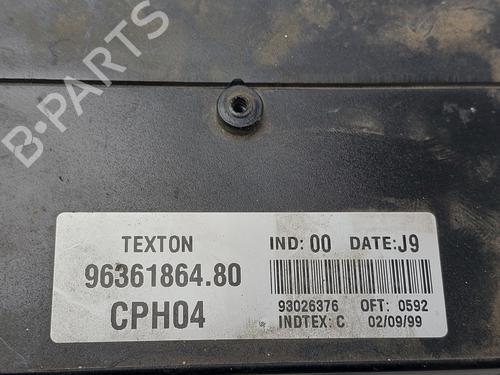 B-PARTS
TEXTON
96361864.80
CPH04
IND: 00 DATE: J9
93026376 OFT: 0592
INDTEX: C 02/09/99